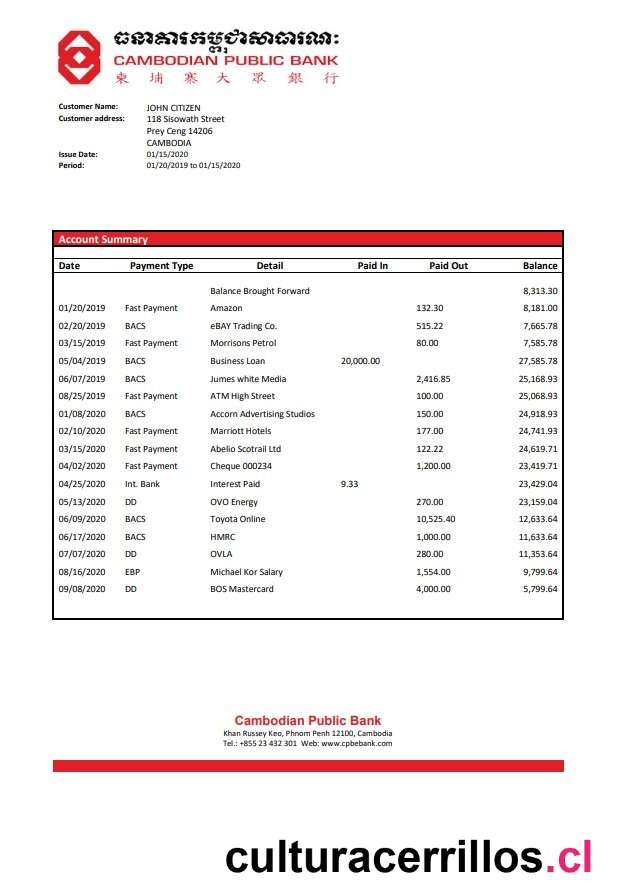 ធនាគារកម្ពុជាសាធារណៈ
CAMBODIAN PUBLIC BANK
柬 埔 寨 大 眾 銀 行
Customer Name: JOHN CITIZEN
Customer address: 118 Sisowath Street
Prey Ceng 14206
CAMBODIA
Issue Date: 01/15/2020
Period: 01/20/2019 to 01/15/2020
Account Summary
Date Payment Type Detail Paid In Paid Out Balance
Balance Brought Forward 8,313.30
01/20/2019 Fast Payment Amazon 132.30 8,181.00
02/20/2019 BACS eBAY Trading Co. 515.22 7,665.78
03/15/2019 Fast Payment Morrisons Petrol 80.00 7,585.78
05/04/2019 BACS Business Loan 20,000.00 27,585.78
06/07/2019 BACS Jumes white Media 2,416.85 25,168.93
08/25/2019 Fast Payment ATM High Street 100.00 25,068.93
01/08/2020 BACS Accorn Advertising Studios 150.00 24,918.93
02/10/2020 Fast Payment Marriott Hotels 177.00 24,741.93
03/15/2020 Fast Payment Abelio Scotrail Ltd 122.22 24,619.71
04/02/2020 Fast Payment Cheque 000234 1,200.00 23,419.71
04/25/2020 Int. Bank Interest Paid 9.33 23,429.04
05/13/2020 DD OVO Energy 270.00 23,159.04
06/09/2020 BACS Toyota Online 10,525.40 12,633.64
06/17/2020 BACS HMRC 1,000.00 11,633.64
07/07/2020 DD OVLA 280.00 11,353.64
08/16/2020 EBP Michael Kor Salary 1,554.00 9,799.64
09/08/2020 DD BOS Mastercard 4,000.00 5,799.64
Cambodian Public Bank
Khan Russey Keo, Phnom Penh 12100, Cambodia
Tel.: +855 23 432 301 Web: www.cpbebank.com
culturacerrillos.cl